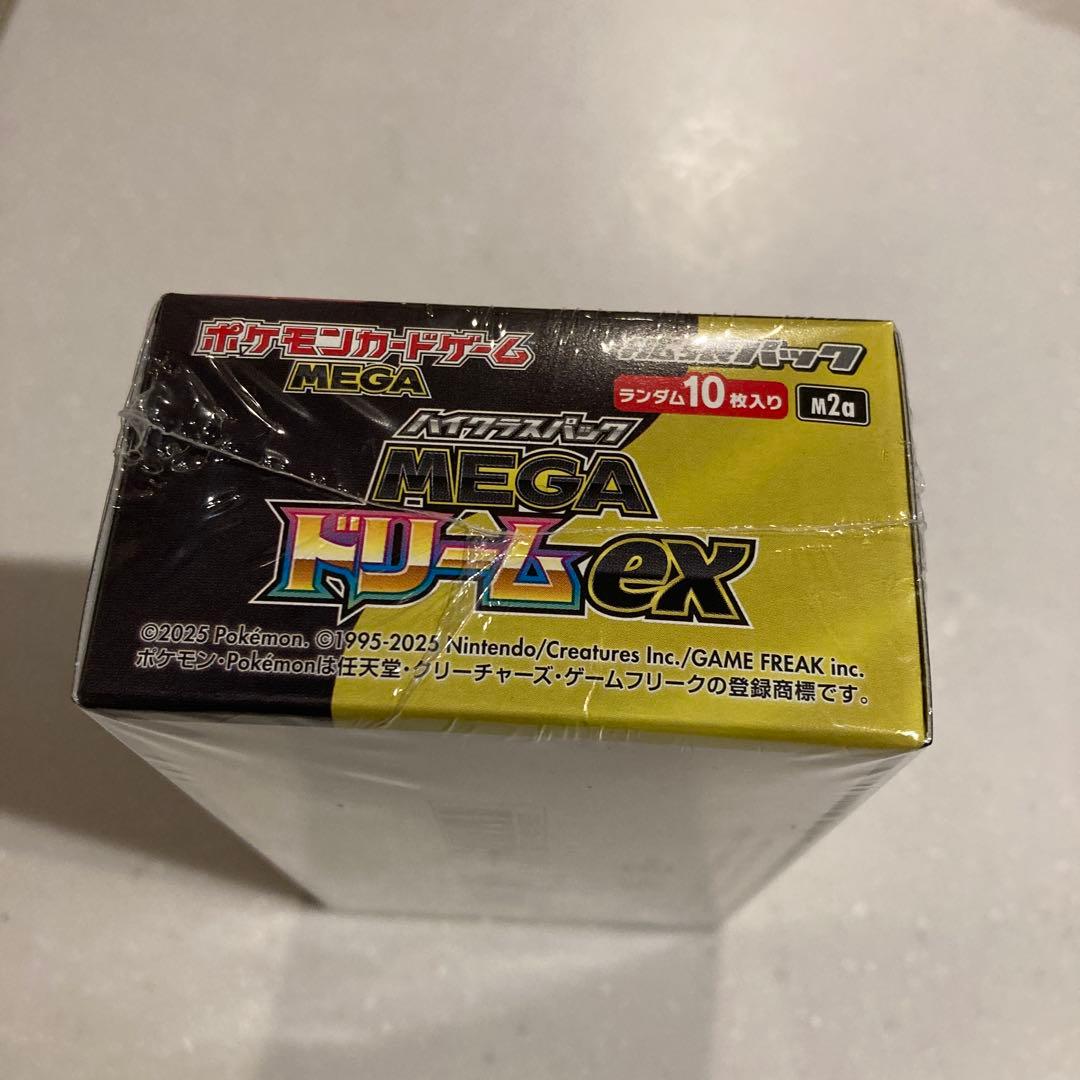 ポケモンカードゲーム
MEGA
パック
ランダム10枚入り
M2a
ハイクラスパック
MEGA
ドリームex
©2025 Pokémon. ©1995-2025 Nintendo/Creatures Inc./GAME FREAK inc.
ポケモン・Pokémonは任天堂・クリーチャーズ・ゲームフリークの登録商標です。